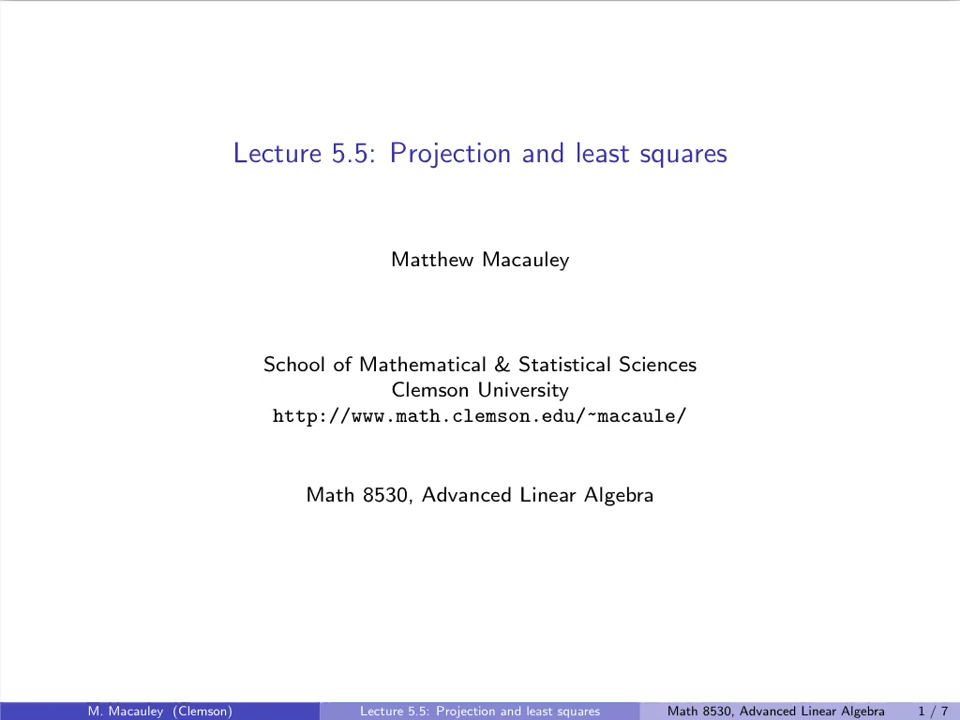 Lecture 5.5: Projection and least squares
Matthew Macauley
School of Mathematical & Statistical Sciences
Clemson University
http://www.math.clemson.edu/~macaule/
Math 8530, Advanced Linear Algebra
M. Macauley (Clemson)
Lecture 5.5: Projection and least squares
Math 8530, Advanced Linear Algebra
1 / 7